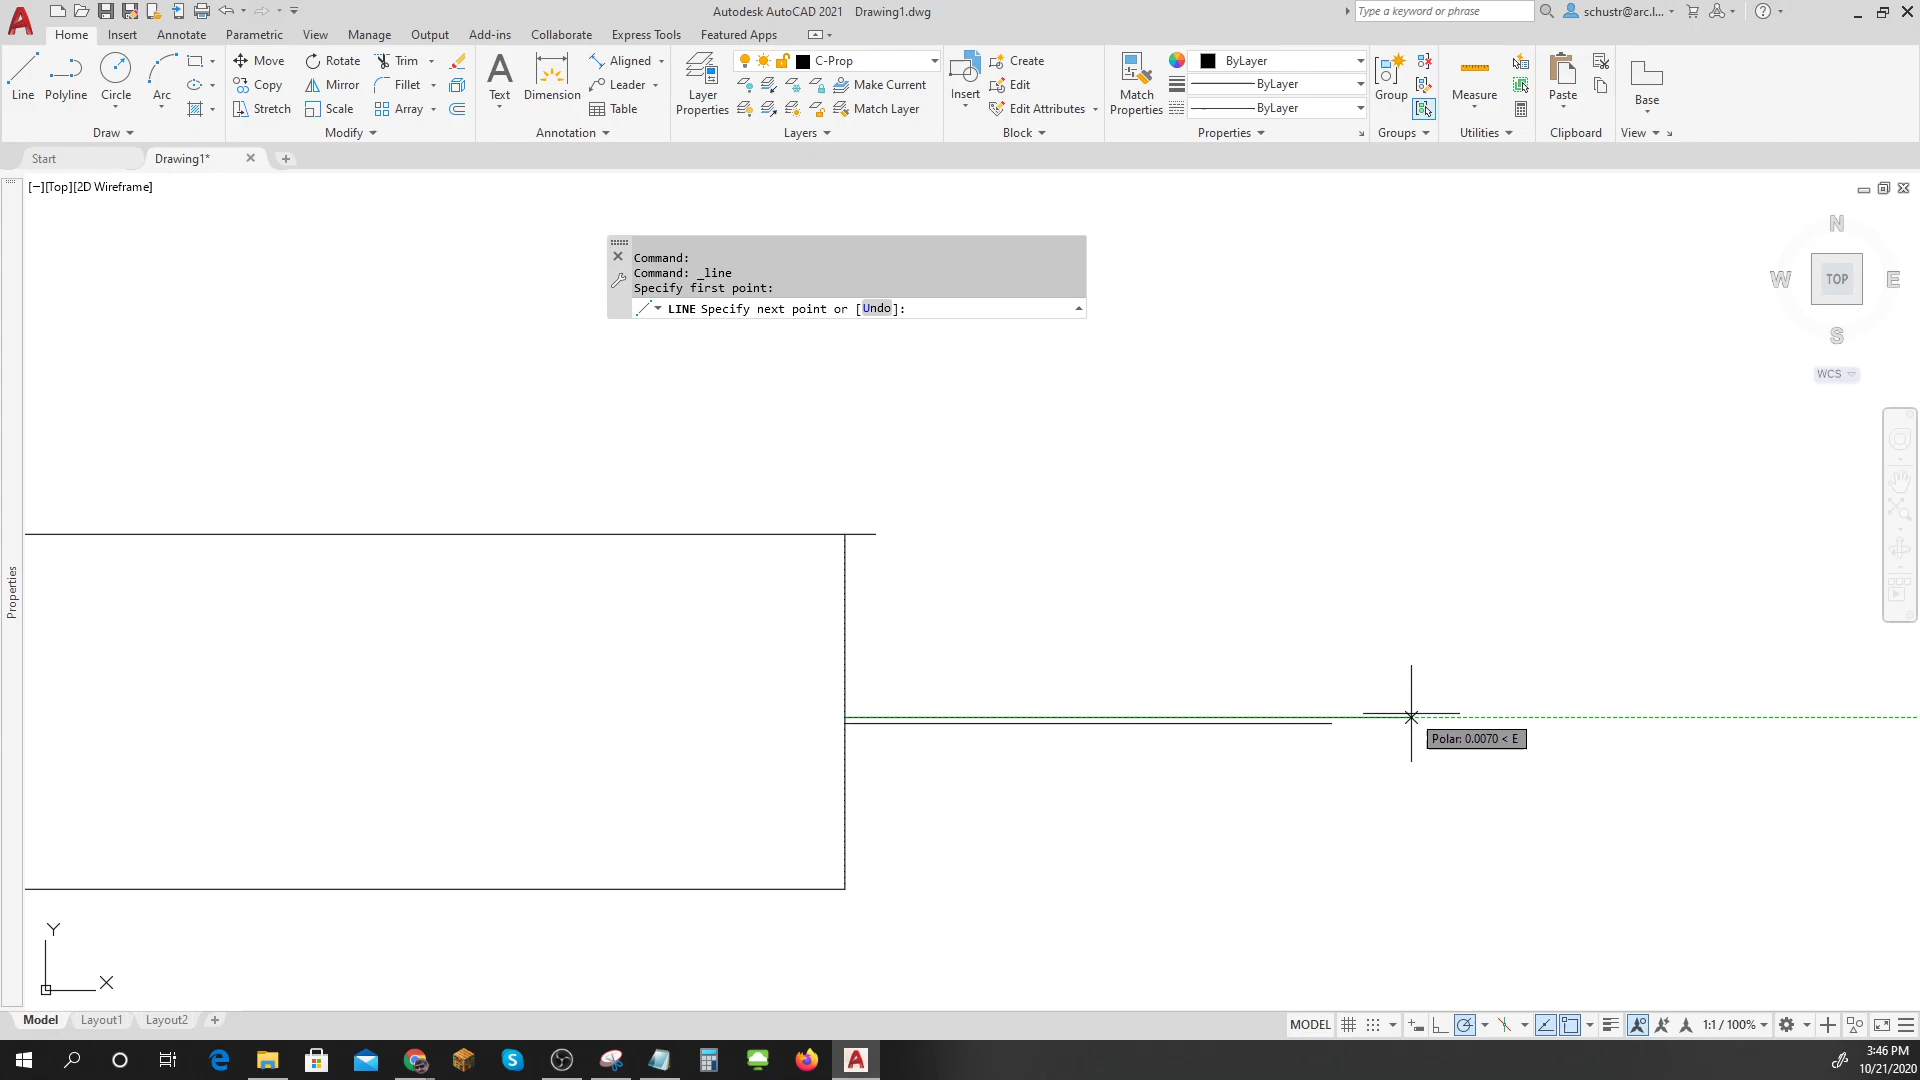 Autodesk AutoCAD 2021 Drawing1.dwg
Type a keyword or phrase
schustr@arc.l...
Home Insert Annotate Parametric View Manage Output Add-ins Collaborate Express Tools Featured Apps
Line Polyline Circle Arc
Move Rotate Trim
Copy Mirror Fillet
Stretch Scale Array
Text Dimension
Aligned
Leader
Table
Layer Properties
C-Prop
Make Current
Match Layer
Insert
Create
Edit
Edit Attributes
Match Properties
ByLayer
ByLayer
ByLayer
Group
Measure
Paste
Base
Draw Modify Annotation Layers Block Properties Groups Utilities Clipboard View
Start Drawing1*
[−][Top][2D Wireframe]
N
W TOP E
S
WCS
Command:
Command: _line
Specify first point:
LINE Specify next point or [Undo]:
Properties
Polar: 0.0070 < E
Y
X
Model Layout1 Layout2
MODEL 1:1 / 100%
3:46 PM
10/21/2020